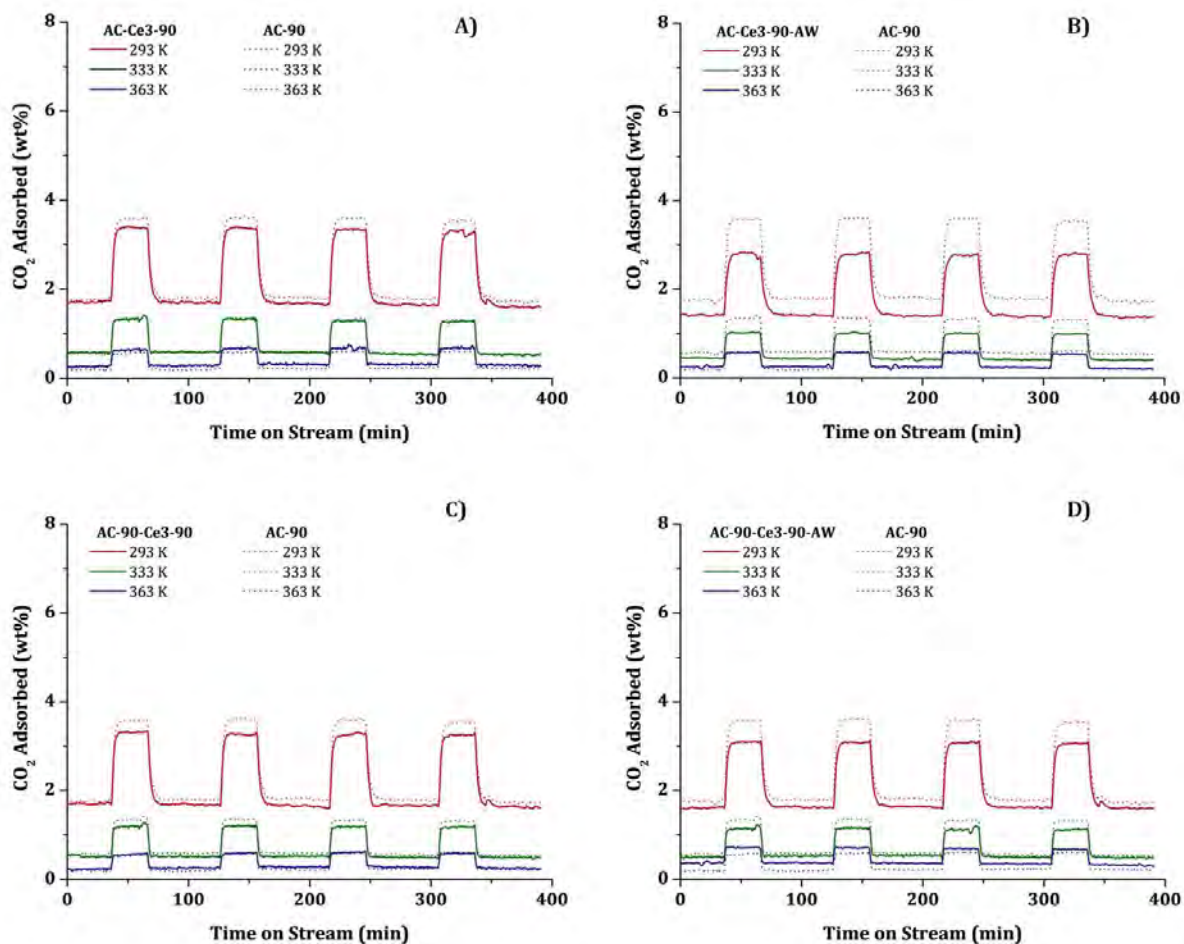 A)
AC-Ce3-90 AC-90
293 K 293 K
333 K 333 K
363 K 363 K
8
6
4
2
0
CO₂ Adsorbed (wt%)
0 100 200 300 400
Time on Stream (min)
B)
AC-Ce3-90-AW AC-90
293 K 293 K
333 K 333 K
363 K 363 K
8
6
4
2
0
CO₂ Adsorbed (wt%)
0 100 200 300 400
Time on Stream (min)
C)
AC-90-Ce3-90 AC-90
293 K 293 K
333 K 333 K
363 K 363 K
8
6
4
2
0
CO₂ Adsorbed (wt%)
0 100 200 300 400
Time on Stream (min)
D)
AC-90-Ce3-90-AW AC-90
293 K 293 K
333 K 333 K
363 K 363 K
8
6
4
2
0
CO₂ Adsorbed (wt%)
0 100 200 300 400
Time on Stream (min)